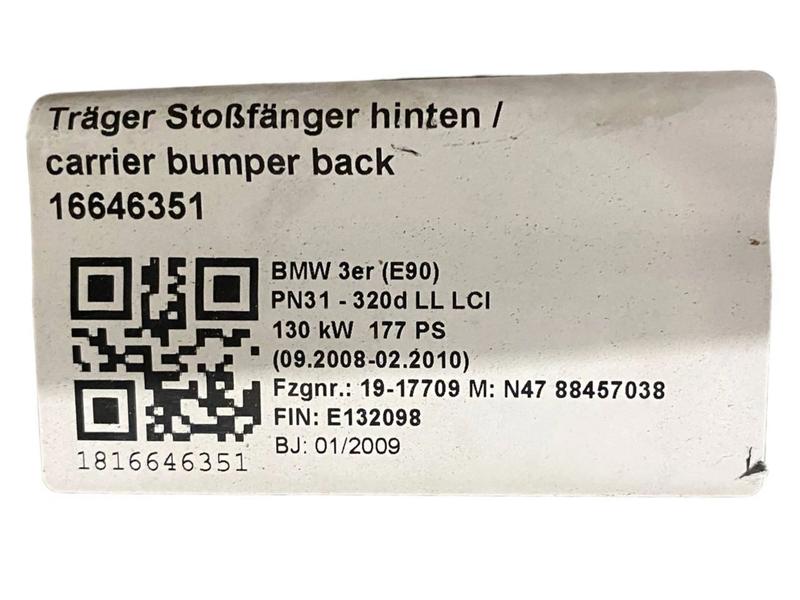 Träger Stoßfänger hinten /
carrier bumper back
16646351
BMW 3er (E90)
PN31 - 320d LL LCI
130 kW 177 PS
(09.2008-02.2010)
Fzgnr.: 19-17709 M: N47 88457038
FIN: E132098
BJ: 01/2009
1816646351